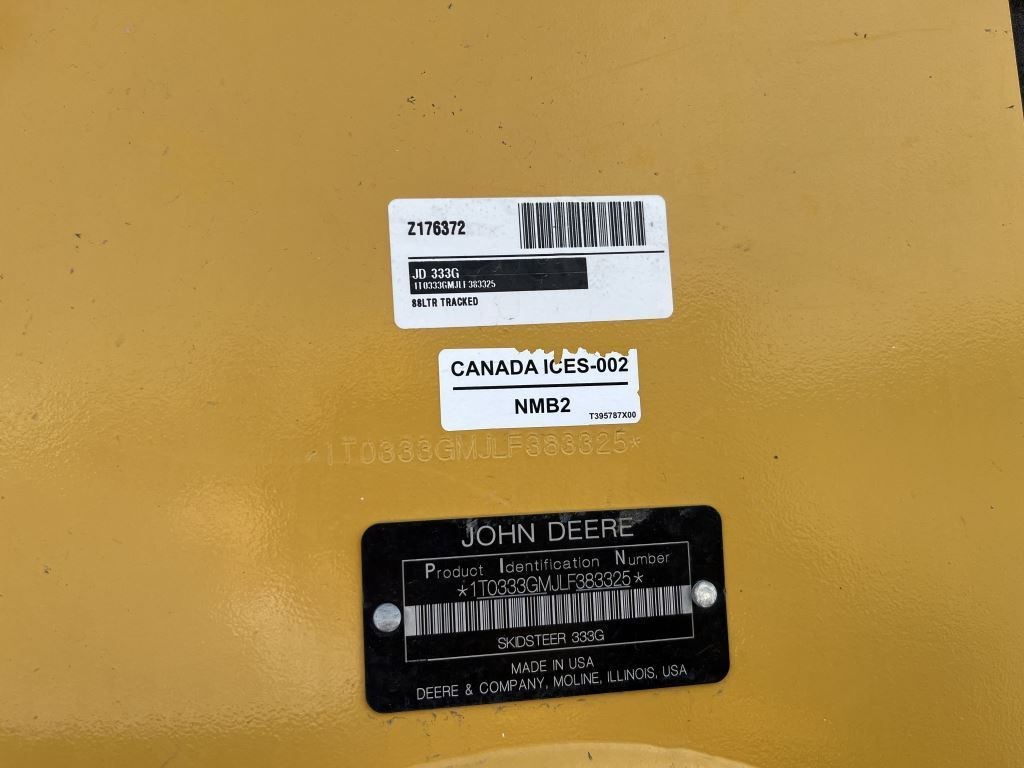 Z176372
JD 333G
1T0333GMJLF383325
88LTR TRACKED
CANADA ICES-002
NMB2
T395787X00
1T0333GMJLF383325*
JOHN DEERE
Product Identification Number
*1T0333GMJLF383325*
SKIDSTEER 333G
MADE IN USA
DEERE & COMPANY, MOLINE, ILLINOIS, USA